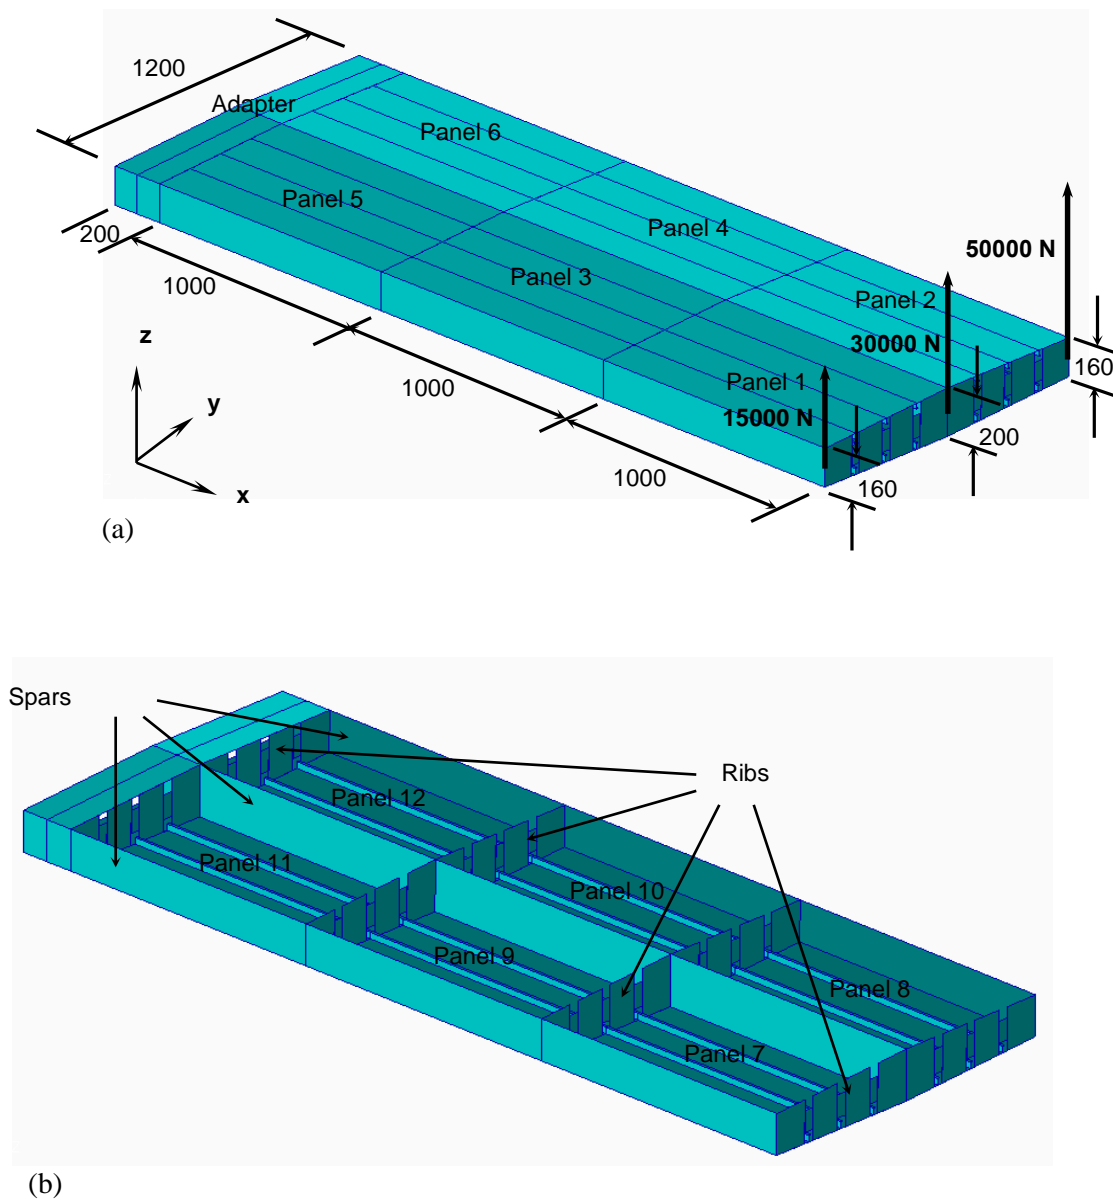 1200
Adapter
Panel 6
Panel 5
Panel 4
200
50000 N
1000
Panel 3
Panel 2
z
30000 N
160
y
1000
Panel 1
15000 N
200
x
1000
160
(a)
Spars
Ribs
Panel 12
Panel 11
Panel 10
Panel 9
Panel 8
Panel 7
(b)